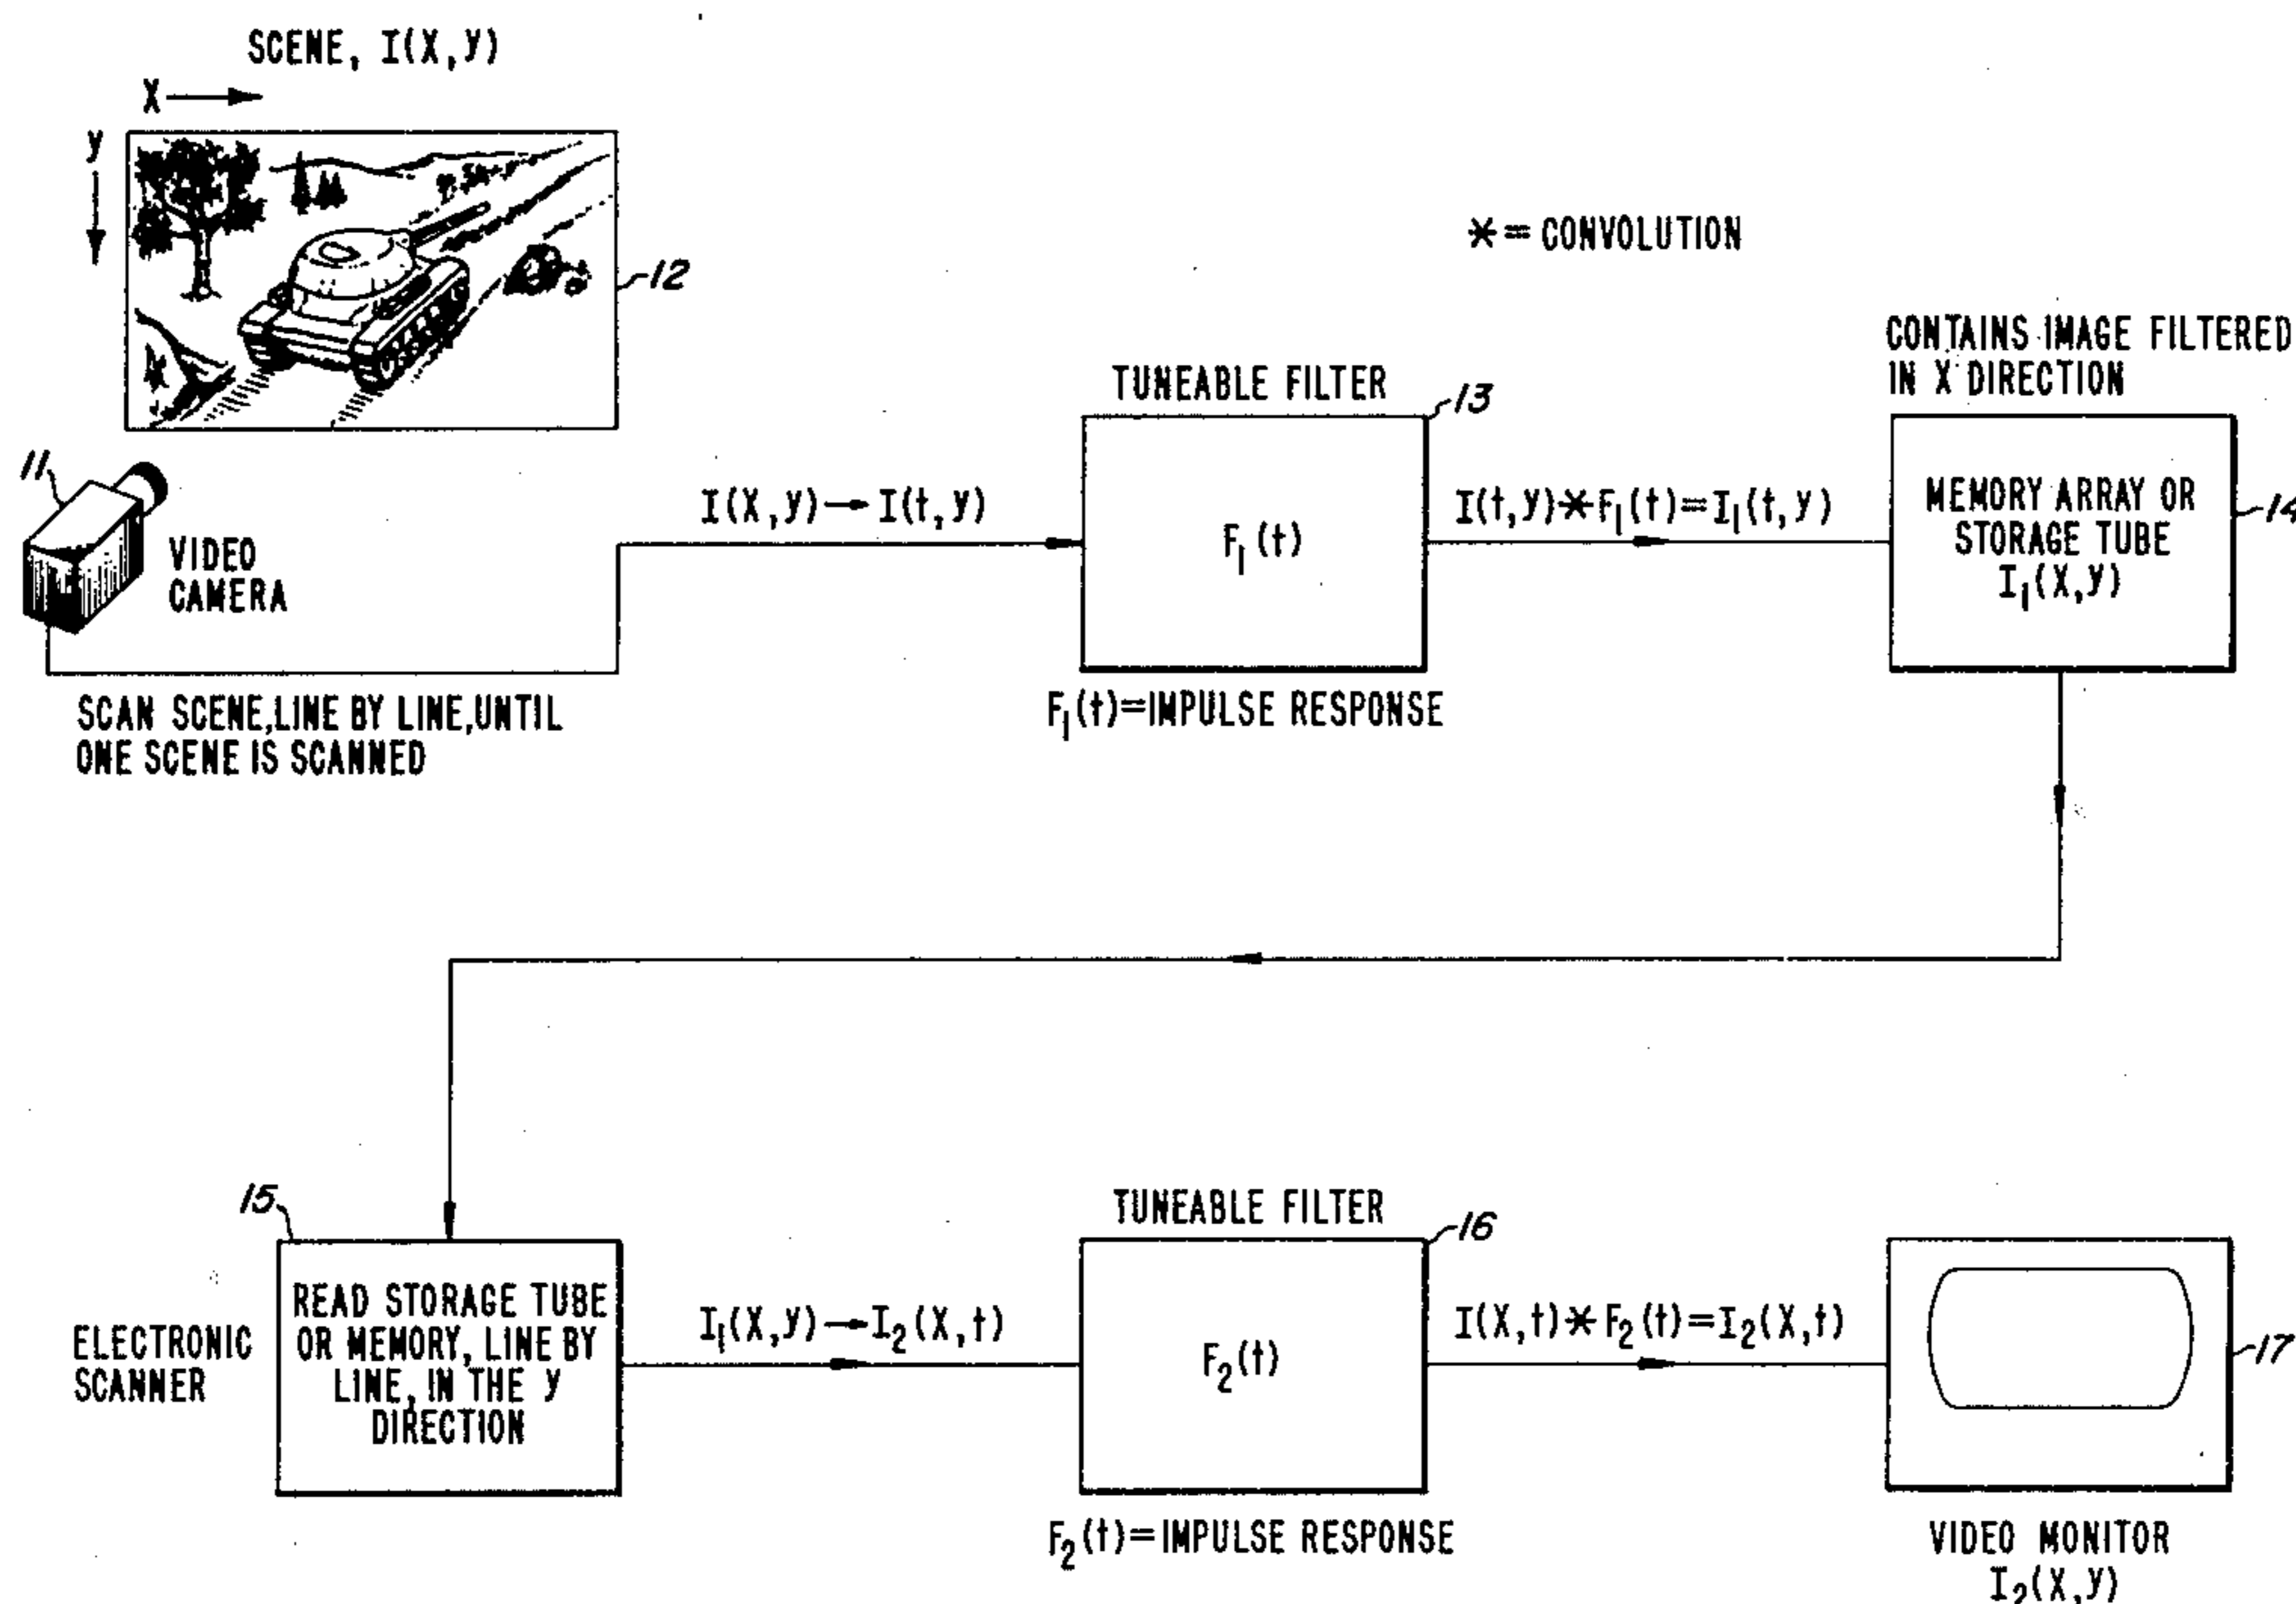 SCENE, I(X,y)
X
y
12
* = CONVOLUTION
11
VIDEO
CAMERA
SCAN SCENE,LINE BY LINE,UNTIL
ONE SCENE IS SCANNED
I(X,y)→I(t,y)
TUNEABLE FILTER
13
F₁(t)
F₁(t)=IMPULSE RESPONSE
I(t,y)*F₁(t)=I₁(t,y)
CONTAINS IMAGE FILTERED
IN X DIRECTION
MEMORY ARRAY OR
STORAGE TUBE
I₁(X,y)
14
15
ELECTRONIC
SCANNER
READ STORAGE TUBE
OR MEMORY, LINE BY
LINE, IN THE y
DIRECTION
I₁(X,y)→I₂(X,t)
TUNEABLE FILTER
16
F₂(t)
F₂(t)=IMPULSE RESPONSE
I(X,t)*F₂(t)=I₂(X,t)
17
VIDEO MONITOR
I₂(X,y)